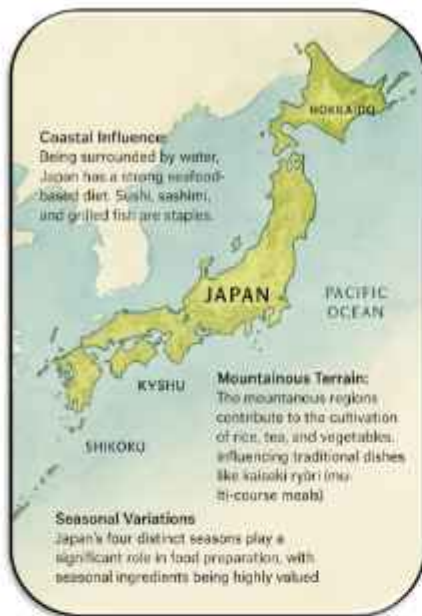 HOKKAIDO
Coastal Influence:
Being surrounded by water,
Japan has a strong seafood-
based diet. Sushi, sashimi,
and grilled fish are staples.
JAPAN
PACIFIC
OCEAN
KYSHU
SHIKOKU
Mountainous Terrain:
The mountanous regions
contribute to the cultivation
of rice, tea, and vegetables,
influencing traditional dishes
like kaiseki ryōri (mu
lti-course meals)
Seasonal Variations
Japan's four distinct seasons play a
significant role in food preparation, with
seasonal ingredients being highly valued